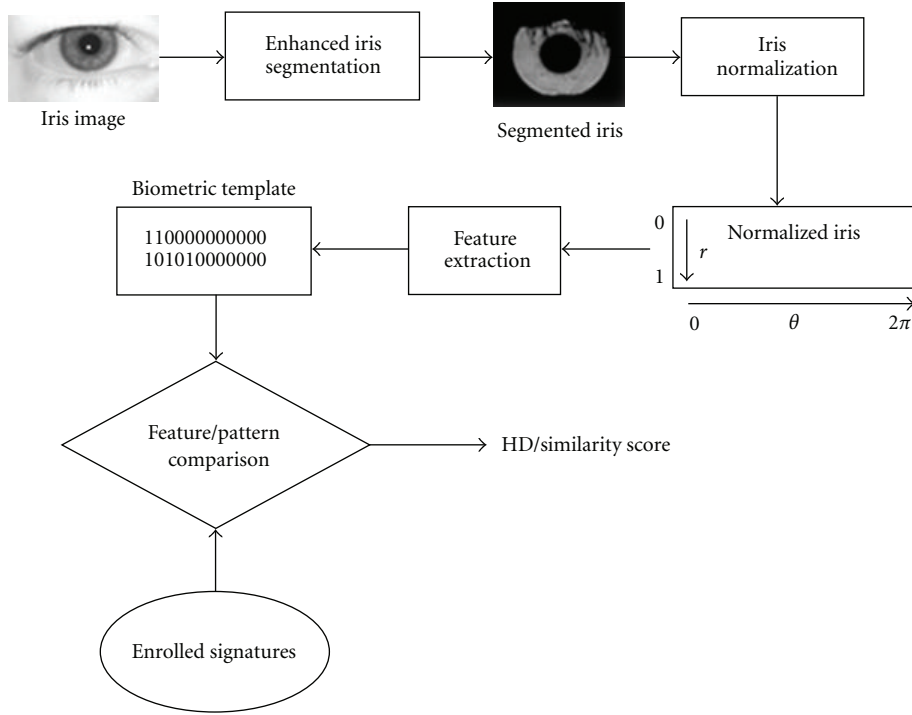 Enhanced iris
segmentation
Iris
normalization
Iris image
Segmented iris
Biometric template
110000000000
101010000000
Feature
extraction
0
1
r
Normalized iris
0
θ
2π
Feature/pattern
comparison
HD/similarity score
Enrolled signatures